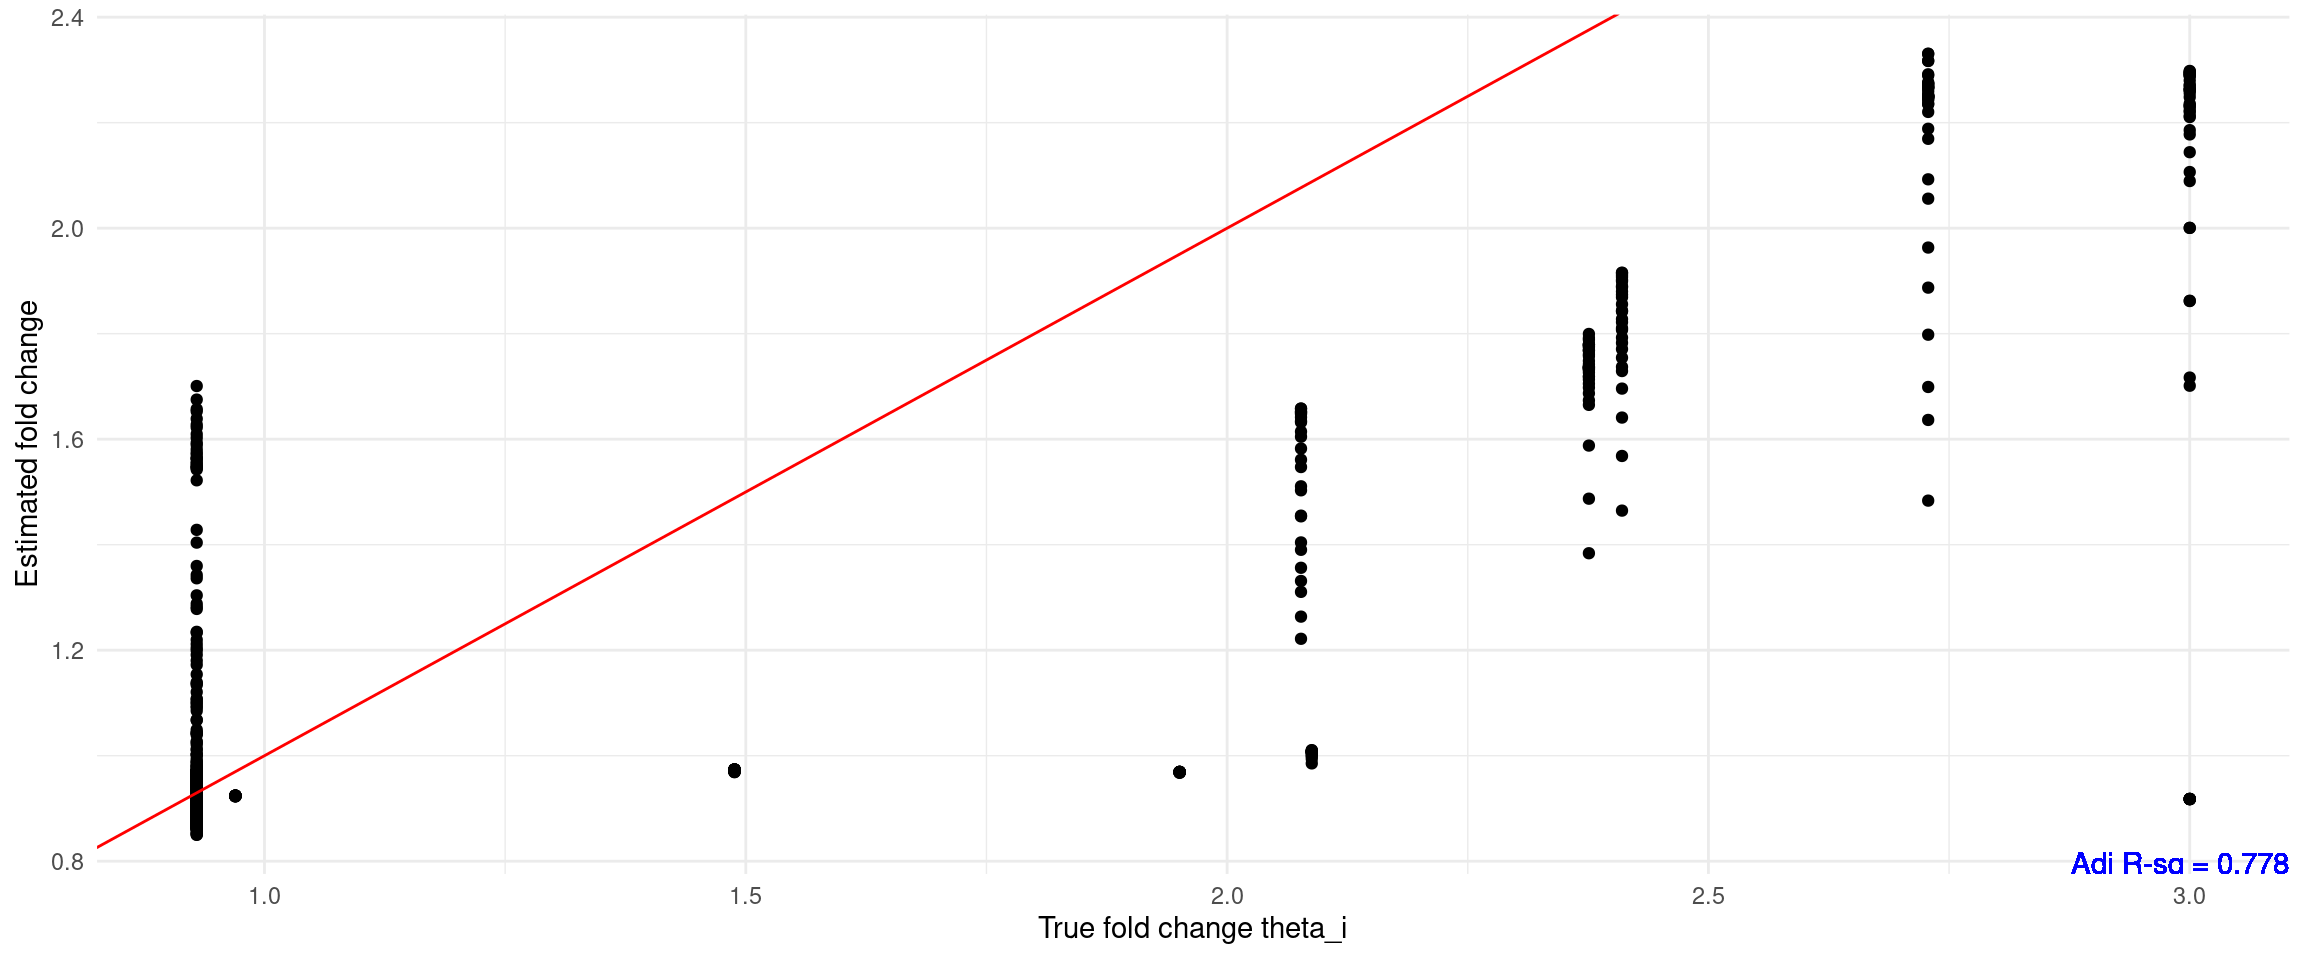 2.4
2.0
1.6
1.2
0.8
Estimated fold change
Adj R-sq = 0.778
1.0 1.5 2.0 2.5 3.0
True fold change theta_i